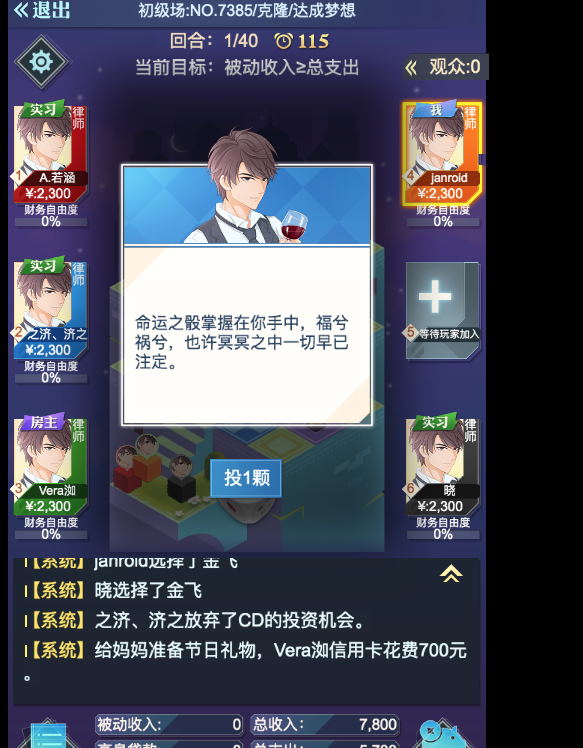 退出
初级场:NO.7385/克隆/达成梦想
回合：1/40 115
当前目标：被动收入≥总支出
观众:0
实习
律师
1
A.若涵
¥:2,300
财务自由度
0%
我
律师
4
janroid
¥:2,300
财务自由度
0%
命运之骰掌握在你手中，福兮
祸兮，也许冥冥之中一切早已
注定。
投1颗
实习
律师
2
之济、济之
¥:2,300
财务自由度
0%
5
等待玩家加入
房主
律师
3
Vera洳
¥:2,300
财务自由度
0%
实习
律师
6
晓
¥:2,300
财务自由度
0%
【系统】janroid选择了金飞
【系统】晓选择了金飞
【系统】之济、济之放弃了CD的投资机会。
【系统】给妈妈准备节日礼物，Vera洳信用卡花费700元
。
被动收入: 0
总收入: 7,800